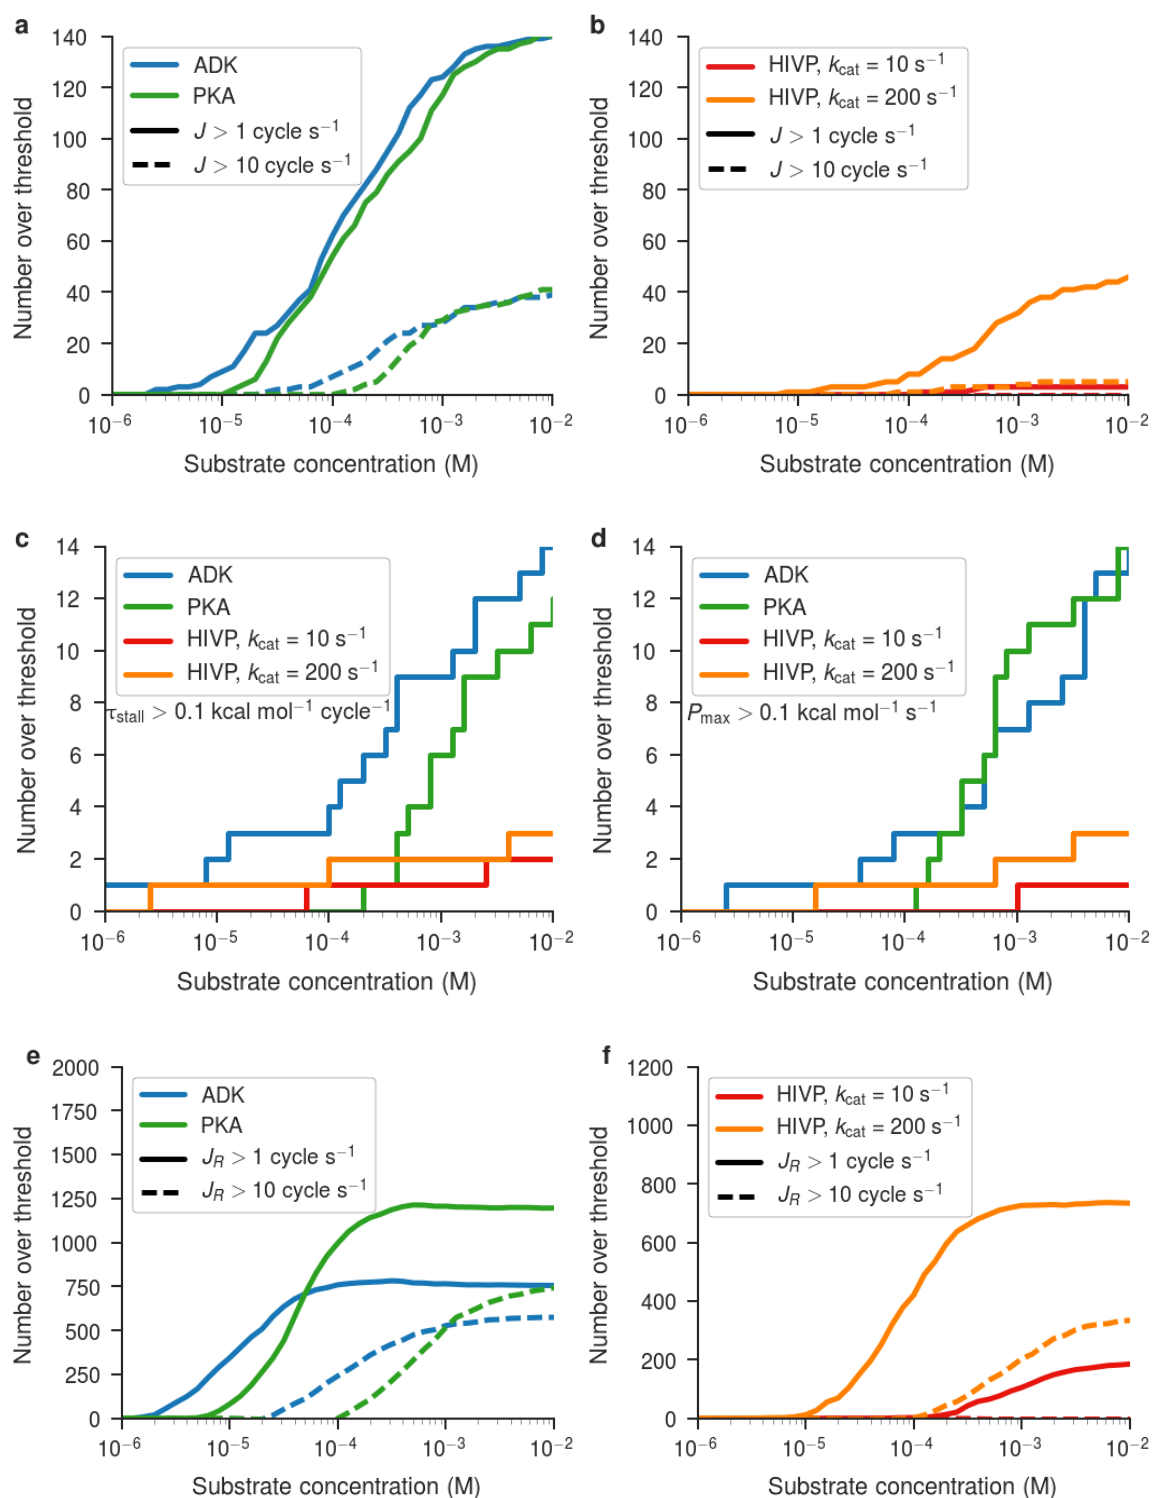 a
140
120
100
80
60
40
20
0
Number over threshold
ADK
PKA
J > 1 cycle s⁻¹
J > 10 cycle s⁻¹
10⁻⁶ 10⁻⁵ 10⁻⁴ 10⁻³ 10⁻²
Substrate concentration (M)
b
140
120
100
80
60
40
20
0
Number over threshold
HIVP, kcat = 10 s⁻¹
HIVP, kcat = 200 s⁻¹
J > 1 cycle s⁻¹
J > 10 cycle s⁻¹
10⁻⁶ 10⁻⁵ 10⁻⁴ 10⁻³ 10⁻²
Substrate concentration (M)
c
14
12
10
8
6
4
2
0
Number over threshold
ADK
PKA
HIVP, kcat = 10 s⁻¹
HIVP, kcat = 200 s⁻¹
τstall > 0.1 kcal mol⁻¹ cycle⁻¹
10⁻⁶ 10⁻⁵ 10⁻⁴ 10⁻³ 10⁻²
Substrate concentration (M)
d
14
12
10
8
6
4
2
0
Number over threshold
ADK
PKA
HIVP, kcat = 10 s⁻¹
HIVP, kcat = 200 s⁻¹
Pmax > 0.1 kcal mol⁻¹ s⁻¹
10⁻⁶ 10⁻⁵ 10⁻⁴ 10⁻³ 10⁻²
Substrate concentration (M)
e
2000
1750
1500
1250
1000
750
500
250
0
Number over threshold
ADK
PKA
JR > 1 cycle s⁻¹
JR > 10 cycle s⁻¹
10⁻⁶ 10⁻⁵ 10⁻⁴ 10⁻³ 10⁻²
Substrate concentration (M)
f
1200
1000
800
600
400
200
0
Number over threshold
HIVP, kcat = 10 s⁻¹
HIVP, kcat = 200 s⁻¹
JR > 1 cycle s⁻¹
JR > 10 cycle s⁻¹
10⁻⁶ 10⁻⁵ 10⁻⁴ 10⁻³ 10⁻²
Substrate concentration (M)